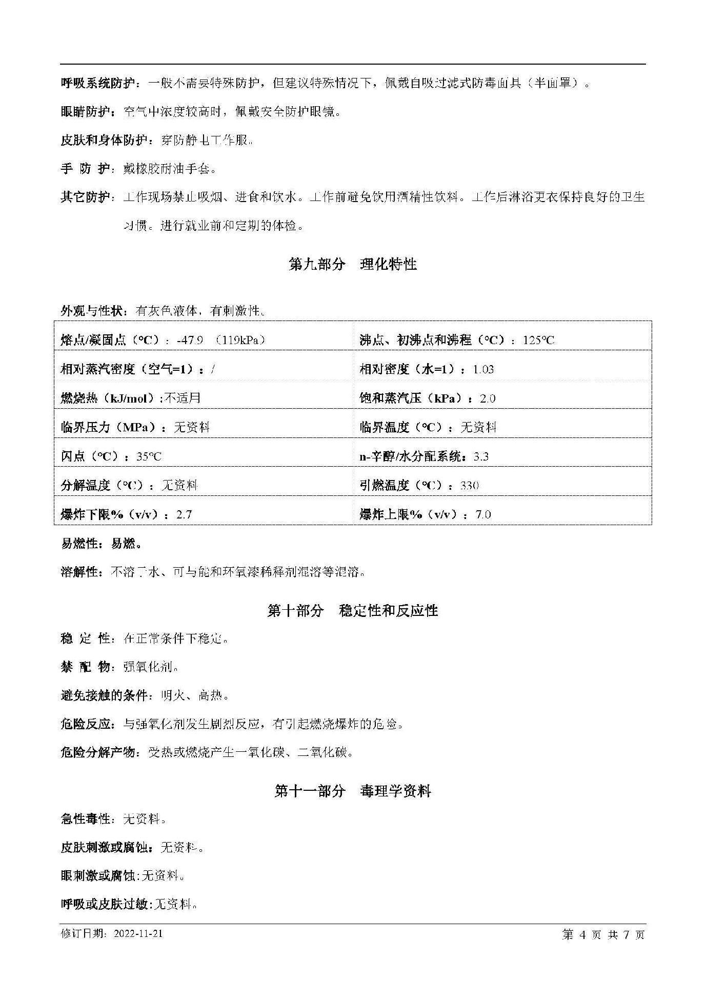 呼吸系统防护：一般不需要特殊防护，但建议特殊情况下，佩戴自吸过滤式防毒面具（半面罩）。
眼睛防护：空气中浓度较高时，佩戴安全防护眼镜。
皮肤和身体防护：穿防静电工作服。
手 防 护：戴橡胶耐油手套。
其它防护：工作现场禁止吸烟、进食和饮水。工作前避免饮用酒精性饮料。工作后淋浴更衣保持良好的卫生
习惯。进行就业前和定期的体检。
第九部分 理化特性
外观与性状：有灰色液体，有刺激性。
熔点/凝固点（°C）：-47.9 （119kPa）
沸点、初沸点和沸程（°C）：125°C
相对蒸汽密度（空气=1）：/
相对密度（水=1）：1.03
燃烧热（kJ/mol）:不适用
饱和蒸汽压（kPa）：2.0
临界压力（MPa）：无资料
临界温度（°C）：无资料
闪点（°C）：35°C
n-辛醇/水分配系统：3.3
分解温度（°C）：无资料
引燃温度（°C）：330
爆炸下限%（v/v）：2.7
爆炸上限%（v/v）：7.0
易燃性：易燃。
溶解性：不溶于水、可与能和环氧漆稀释剂混溶等混溶。
第十部分 稳定性和反应性
稳 定 性：在正常条件下稳定。
禁 配 物：强氧化剂。
避免接触的条件：明火、高热。
危险反应：与强氧化剂发生剧烈反应，有引起燃烧爆炸的危险。
危险分解产物：受热或燃烧产生一氧化碳、二氧化碳。
第十一部分 毒理学资料
急性毒性：无资料。
皮肤刺激或腐蚀：无资料。
眼刺激或腐蚀:无资料。
呼吸或皮肤过敏:无资料。
修订日期：2022-11-21
第 4 页 共 7 页